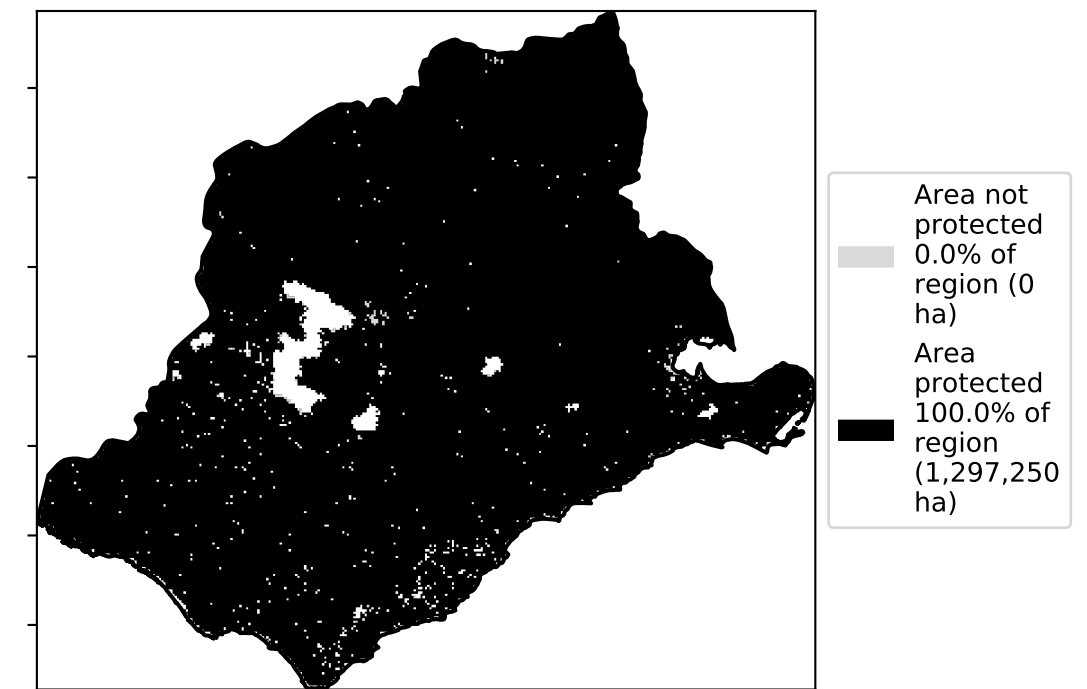 Area not
protected
0.0% of
region (0
ha)
Area
protected
100.0% of
region
(1,297,250
ha)